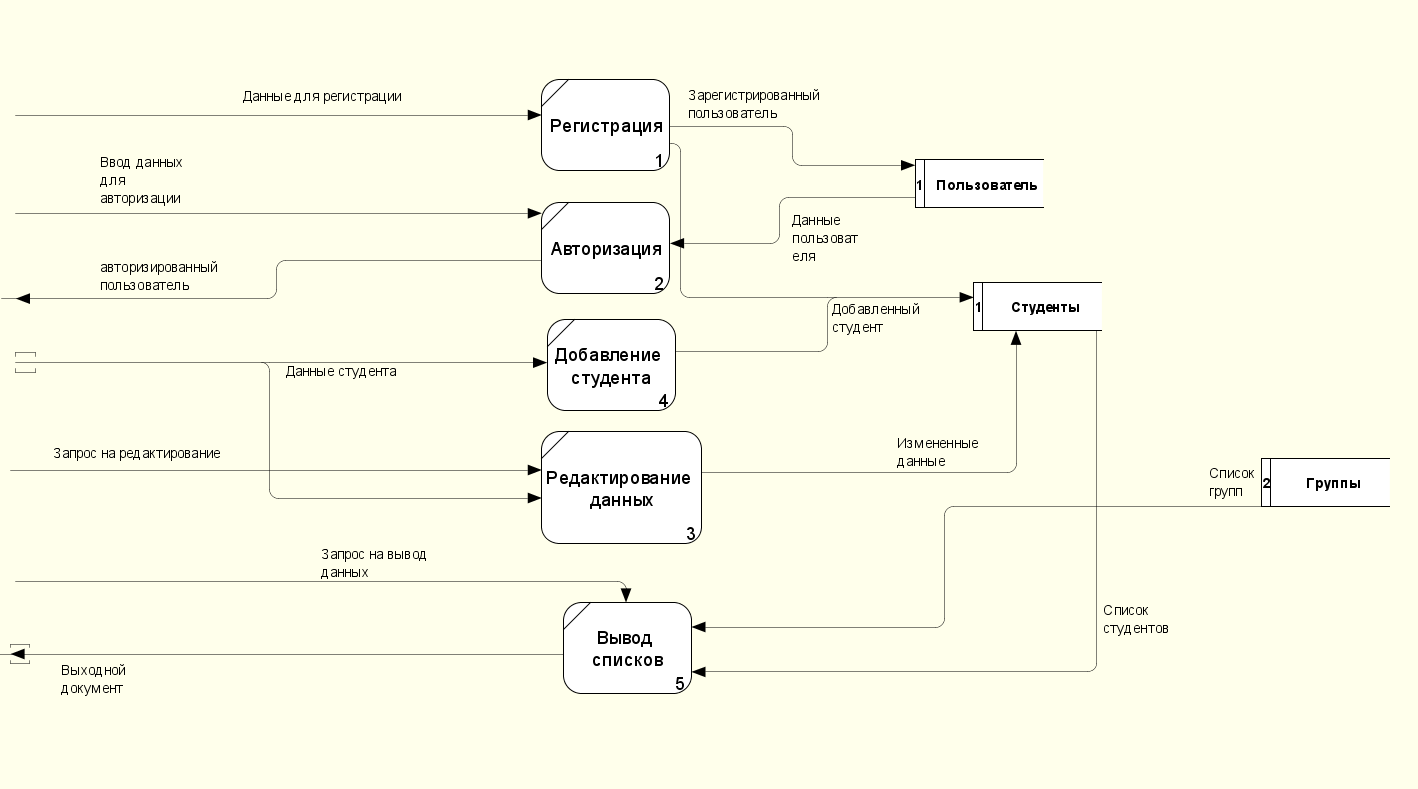 Данные для регистрации
Регистрация
1
Зарегистрированный
пользователь
Ввод данных
для
авторизации
1
Пользователь
Авторизация
2
Данные
пользоват
еля
авторизированный
пользователь
1
Студенты
Добавленный
студент
Добавление
студента
4
Данные студента
Запрос на редактирование
Редактирование
данных
3
Измененные
данные
Список
групп
2
Группы
Запрос на вывод
данных
Вывод
списков
5
Список
студентов
Выходной
документ